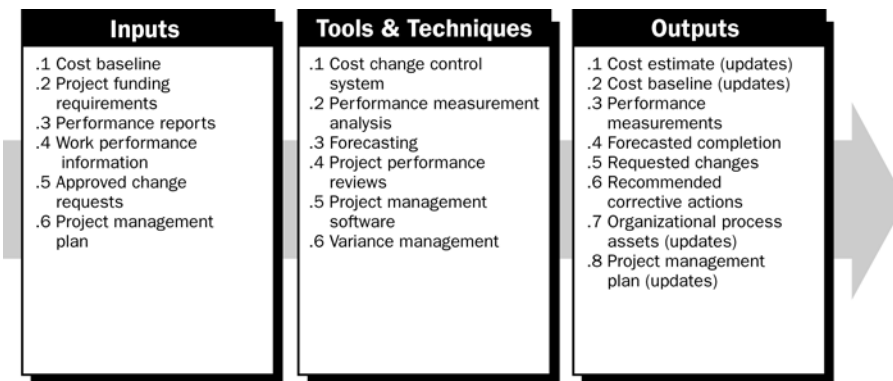 Inputs
.1 Cost baseline
.2 Project funding
requirements
.3 Performance reports
.4 Work performance
information
.5 Approved change
requests
.6 Project management
plan
Tools & Techniques
.1 Cost change control
system
.2 Performance measurement
analysis
.3 Forecasting
.4 Project performance
reviews
.5 Project management
software
.6 Variance management
Outputs
.1 Cost estimate (updates)
.2 Cost baseline (updates)
.3 Performance
measurements
.4 Forecasted completion
.5 Requested changes
.6 Recommended
corrective actions
.7 Organizational process
assets (updates)
.8 Project management
plan (updates)